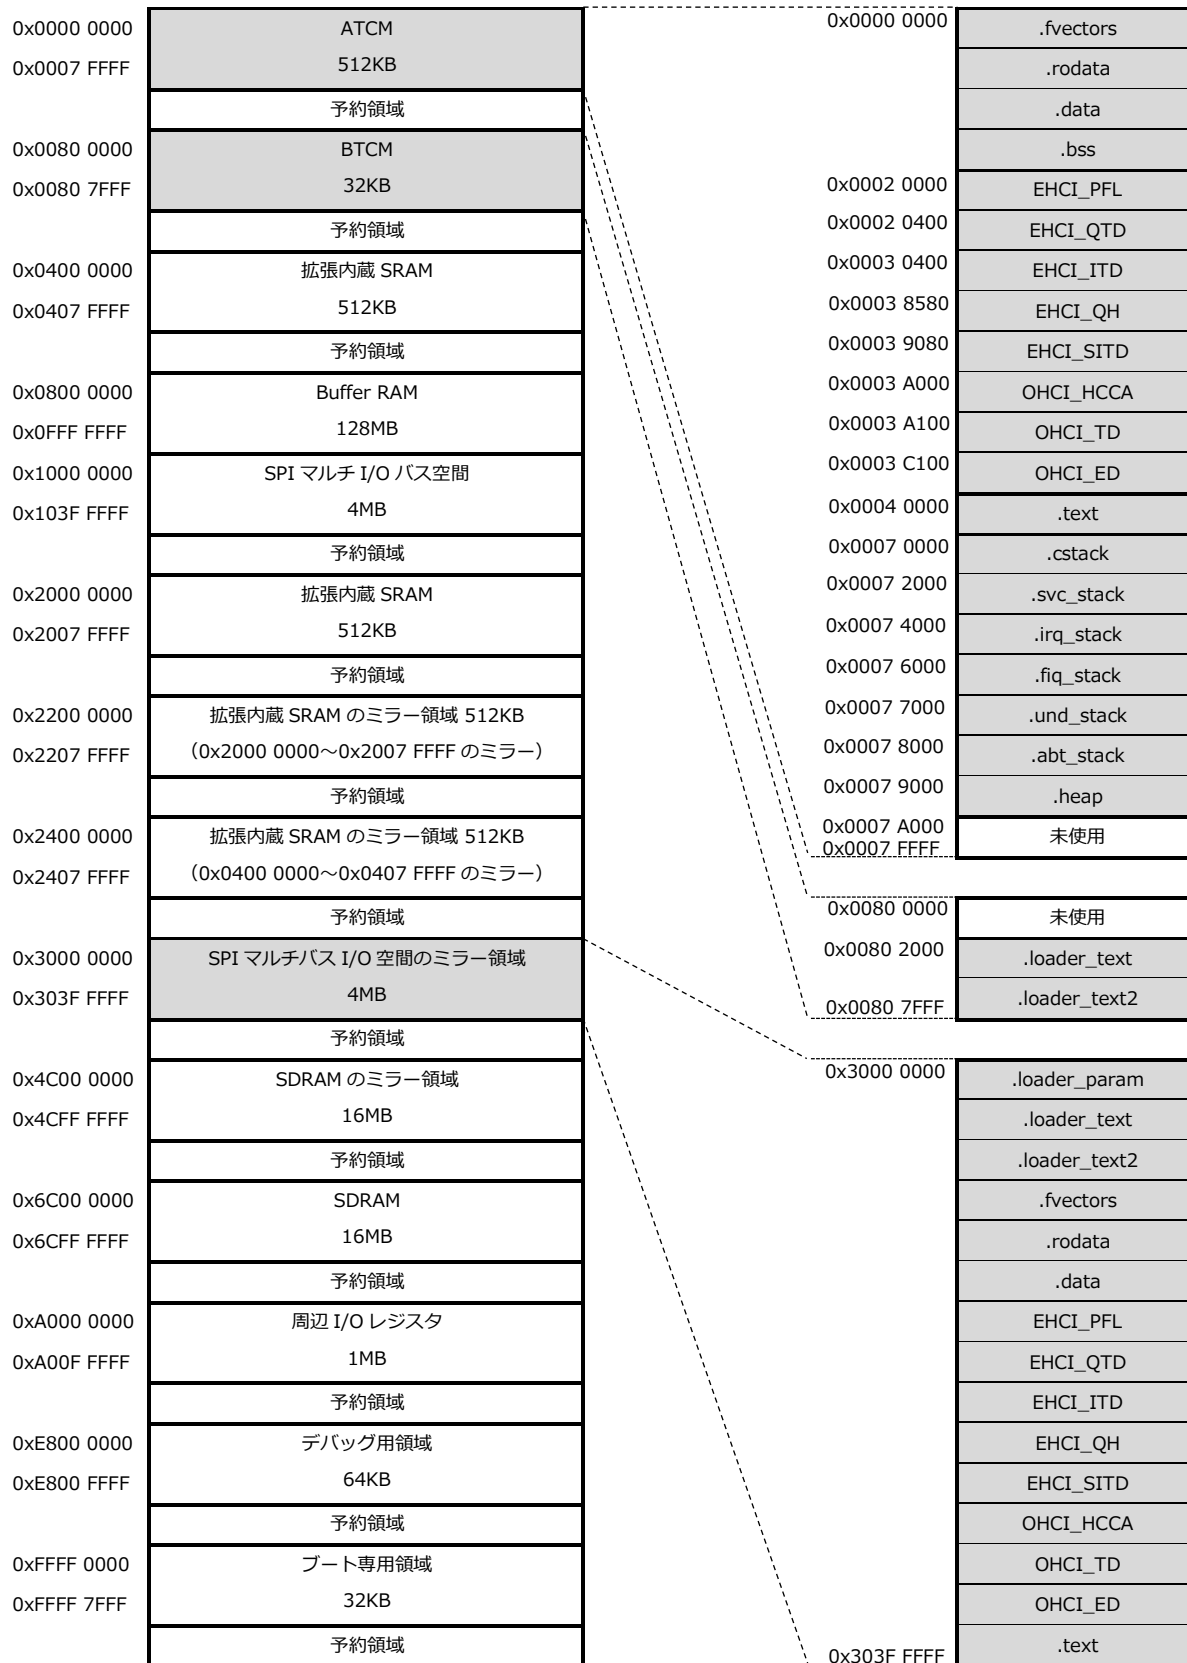 0x0000 0000 ATCM
0x0007 FFFF 512KB
予約領域
0x0080 0000 BTCM
0x0080 7FFF 32KB
予約領域
0x0400 0000 拡張内蔵 SRAM
0x0407 FFFF 512KB
予約領域
0x0800 0000 Buffer RAM
0x0FFF FFFF 128MB
0x1000 0000 SPI マルチ I/O バス空間
0x103F FFFF 4MB
予約領域
0x2000 0000 拡張内蔵 SRAM
0x2007 FFFF 512KB
予約領域
0x2200 0000 拡張内蔵 SRAM のミラー領域 512KB
0x2207 FFFF （0x2000 0000～0x2007 FFFF のミラー）
予約領域
0x2400 0000 拡張内蔵 SRAM のミラー領域 512KB
0x2407 FFFF （0x0400 0000～0x0407 FFFF のミラー）
予約領域
0x3000 0000 SPI マルチバス I/O 空間のミラー領域
0x303F FFFF 4MB
予約領域
0x4C00 0000 SDRAM のミラー領域
0x4CFF FFFF 16MB
予約領域
0x6C00 0000 SDRAM
0x6CFF FFFF 16MB
予約領域
0xA000 0000 周辺 I/O レジスタ
0xA00F FFFF 1MB
予約領域
0xE800 0000 デバッグ用領域
0xE800 FFFF 64KB
予約領域
0xFFFF 0000 ブート専用領域
0xFFFF 7FFF 32KB
予約領域
0x0000 0000 .fvectors
.rodata
.data
.bss
0x0002 0000 EHCI_PFL
0x0002 0400 EHCI_QTD
0x0003 0400 EHCI_ITD
0x0003 8580 EHCI_QH
0x0003 9080 EHCI_SITD
0x0003 A000 OHCI_HCCA
0x0003 A100 OHCI_TD
0x0003 C100 OHCI_ED
0x0004 0000 .text
0x0007 0000 .cstack
0x0007 2000 .svc_stack
0x0007 4000 .irq_stack
0x0007 6000 .fiq_stack
0x0007 7000 .und_stack
0x0007 8000 .abt_stack
0x0007 9000 .heap
0x0007 A000 未使用
0x0007 FFFF
0x0080 0000 未使用
0x0080 2000 .loader_text
0x0080 7FFF .loader_text2
0x3000 0000 .loader_param
.loader_text
.loader_text2
.fvectors
.rodata
.data
EHCI_PFL
EHCI_QTD
EHCI_ITD
EHCI_QH
EHCI_SITD
OHCI_HCCA
OHCI_TD
OHCI_ED
0x303F FFFF .text